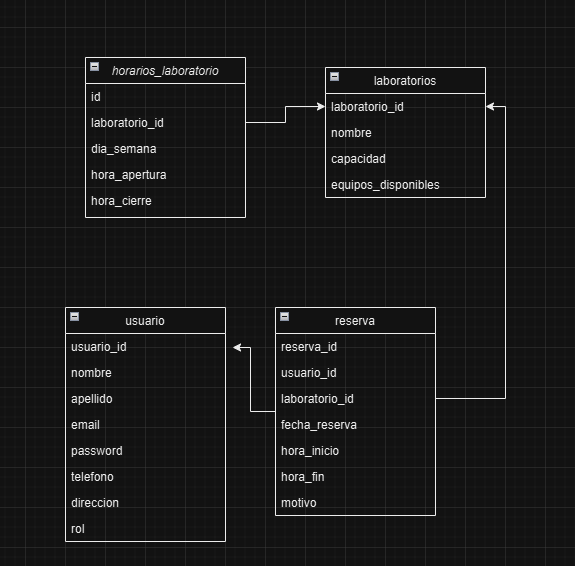 horarios_laboratorio
id
laboratorio_id
dia_semana
hora_apertura
hora_cierre
laboratorios
laboratorio_id
nombre
capacidad
equipos_disponibles
usuario
usuario_id
nombre
apellido
email
password
telefono
direccion
rol
reserva
reserva_id
usuario_id
laboratorio_id
fecha_reserva
hora_inicio
hora_fin
motivo